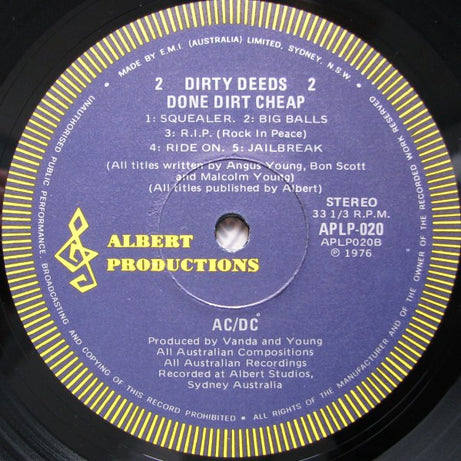 MADE BY E.M.I. (AUSTRALIA) LIMITED, SYDNEY, N.S.W.
2 DIRTY DEEDS 2
DONE DIRT CHEAP
1: SQUEALER. 2: BIG BALLS
3: R.I.P. (Rock In Peace)
4: RIDE ON. 5: JAILBREAK
(All titles written by Angus Young, Bon Scott
and Malcolm Young)
(All titles published by Albert)
STEREO
33 1/3 R.P.M.
APLP-020
APLP020B
℗ 1976
ALBERT
PRODUCTIONS
AC/DC
Produced by Vanda and Young
All Australian Compositions
All Australian Recordings
Recorded at Albert Studios,
Sydney Australia
UNAUTHORISED PUBLIC PERFORMANCE, BROADCASTING AND COPYING OF THIS RECORD PROHIBITED • ALL RIGHTS OF THE MANUFACTURER AND OF THE OWNER OF THE RECORDED WORK RESERVED